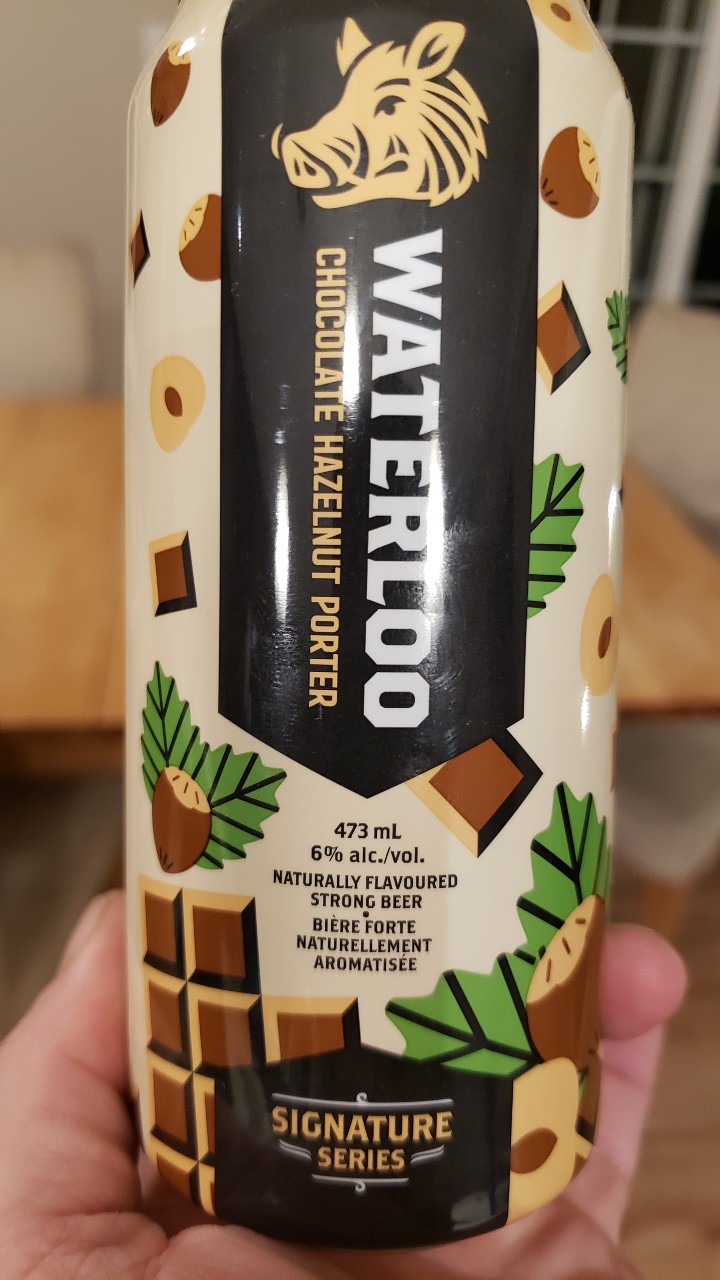 WATERLOO
CHOCOLATE HAZELNUT PORTER
473 mL
6% alc./vol.
NATURALLY FLAVOURED
STRONG BEER
•
BIÈRE FORTE
NATURELLEMENT
AROMATISÉE
SIGNATURE
SERIES